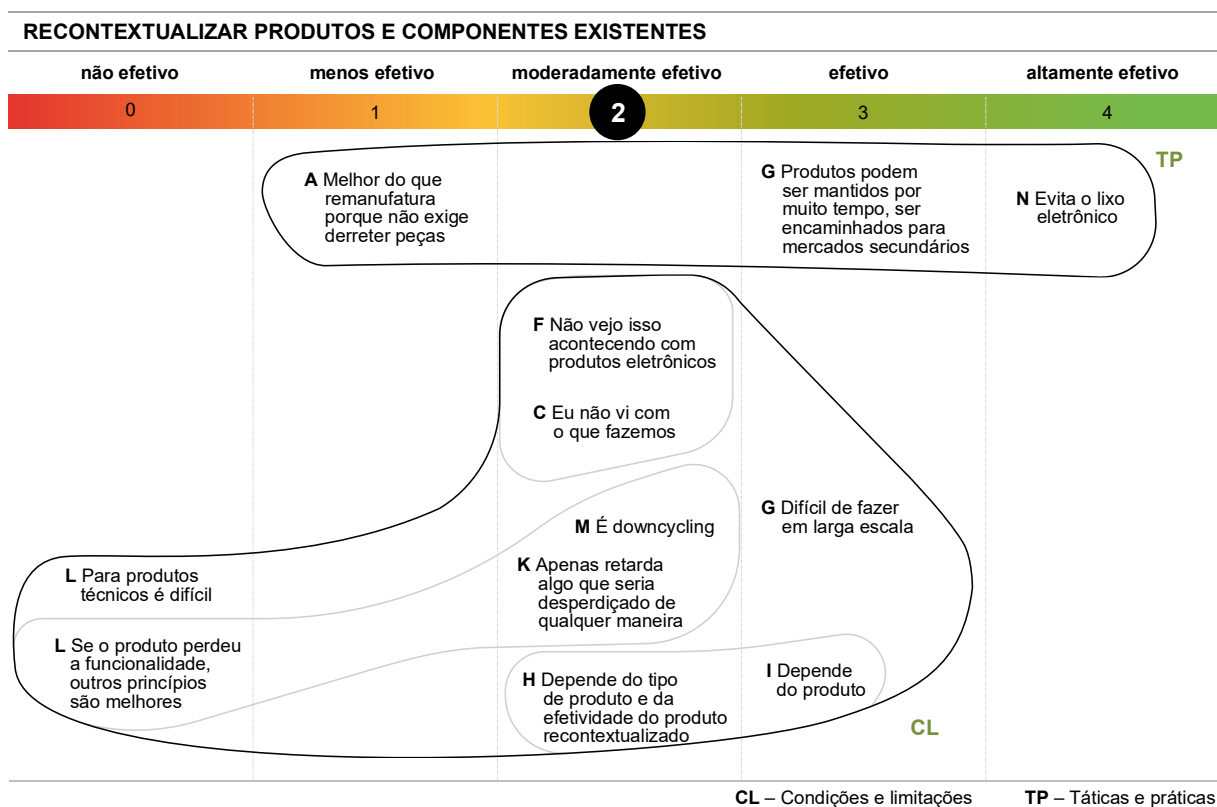 RECONTEXTUALIZAR PRODUTOS E COMPONENTES EXISTENTES
não efetivo
menos efetivo
moderadamente efetivo
efetivo
altamente efetivo
0
1
2
3
4
TP
A Melhor do que
remanufatura
porque não exige
derreter peças
G Produtos podem
ser mantidos por
muito tempo, ser
encaminhados para
mercados secundários
N Evita o lixo
eletrônico
F Não vejo isso
acontecendo com
produtos eletrônicos
C Eu não vi com
o que fazemos
M É downcycling
G Difícil de fazer
em larga escala
K Apenas retarda
algo que seria
desperdiçado de
qualquer maneira
L Para produtos
técnicos é difícil
L Se o produto perdeu
a funcionalidade,
outros princípios
são melhores
H Depende do tipo
de produto e da
efetividade do produto
recontextualizado
I Depende
do produto
CL
CL – Condições e limitações
TP – Táticas e práticas